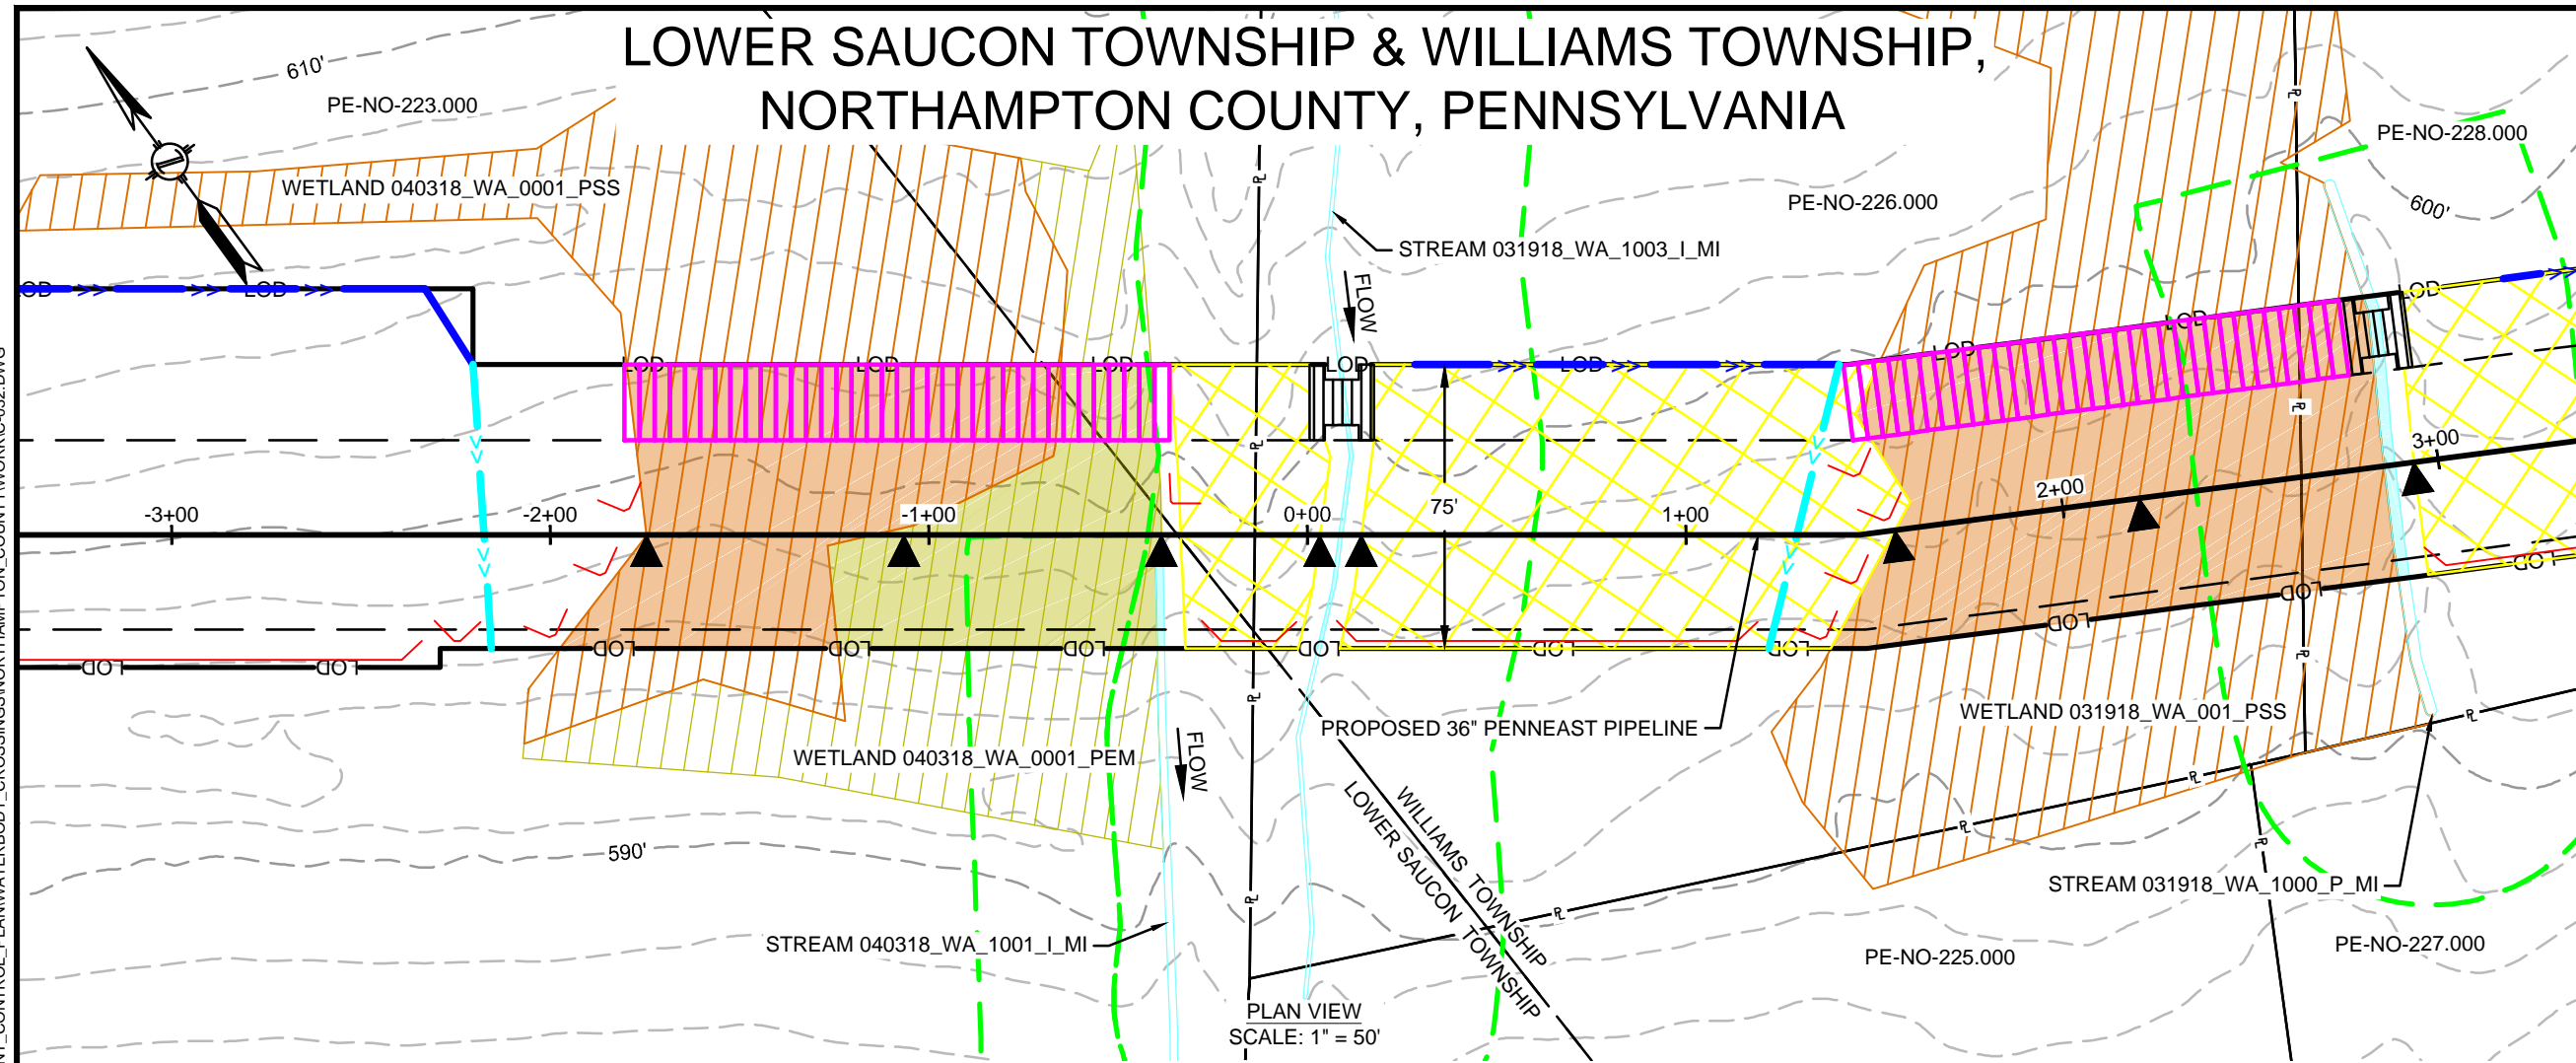 LOWER SAUCON TOWNSHIP & WILLIAMS TOWNSHIP,
NORTHAMPTON COUNTY, PENNSYLVANIA
610'
PE-NO-223.000
WETLAND 040318_WA_0001_PSS
PE-NO-228.000
PE-NO-226.000
600'
STREAM 031918_WA_1003_I_MI
FLOW
LOD
LOD
LOD
LOD
LOD
LOD
LOD
LOD
LOD
LOD
-3+00
-2+00
-1+00
0+00
75'
1+00
2+00
3+00
LOD
LOD
LOD
LOD
LOD
LOD
LOD
LOD
LOD
LOD
LOD
PROPOSED 36" PENNEAST PIPELINE
WETLAND 031918_WA_001_PSS
WETLAND 040318_WA_0001_PEM
FLOW
WILLIAMS TOWNSHIP
LOWER SAUCON TOWNSHIP
590'
STREAM 031918_WA_1000_P_MI
STREAM 040318_WA_1001_I_MI
PE-NO-225.000
PE-NO-227.000
PLAN VIEW
SCALE: 1" = 50'